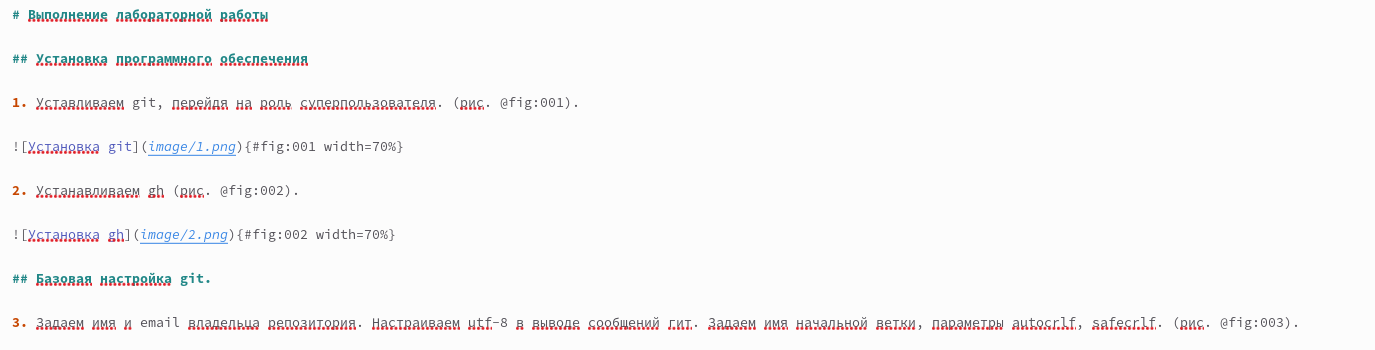 # Выполнение лабораторной работы
## Установка программного обеспечения
1. Уставливаем git, перейдя на роль суперпользователя. (рис. @fig:001).
![Установка git](image/1.png){#fig:001 width=70%}
2. Устанавливаем gh (рис. @fig:002).
![Установка gh](image/2.png){#fig:002 width=70%}
## Базовая настройка git.
3. Задаем имя и email владельца репозитория. Настраиваем utf-8 в выводе сообщений гит. Задаем имя начальной ветки, параметры autocrlf, safecrlf. (рис. @fig:003).